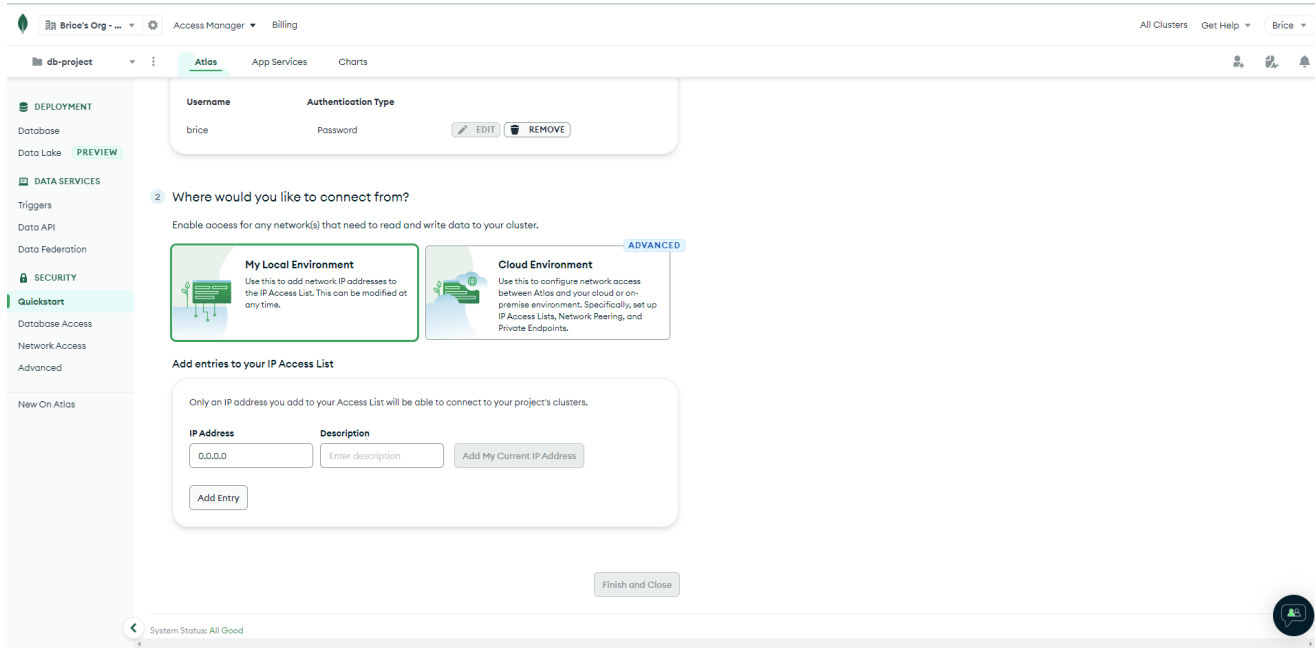 Brice's Org - ...
Access Manager
Billing
All Clusters
Get Help
Brice
db-project
Atlas
App Services
Charts
DEPLOYMENT
Database
Data Lake PREVIEW
DATA SERVICES
Triggers
Data API
Data Federation
SECURITY
Quickstart
Database Access
Network Access
Advanced
New On Atlas
Username Authentication Type
brice Password EDIT REMOVE
2 Where would you like to connect from?
Enable access for any network(s) that need to read and write data to your cluster.
My Local Environment
Use this to add network IP addresses to
the IP Access List. This can be modified at
any time.
ADVANCED
Cloud Environment
Use this to configure network access
between Atlas and your cloud or on-
premise environment. Specifically, set up
IP Access Lists, Network Peering, and
Private Endpoints.
Add entries to your IP Access List
Only an IP address you add to your Access List will be able to connect to your project's clusters.
IP Address Description
0.0.0.0 Enter description Add My Current IP Address
Add Entry
Finish and Close
System Status: All Good